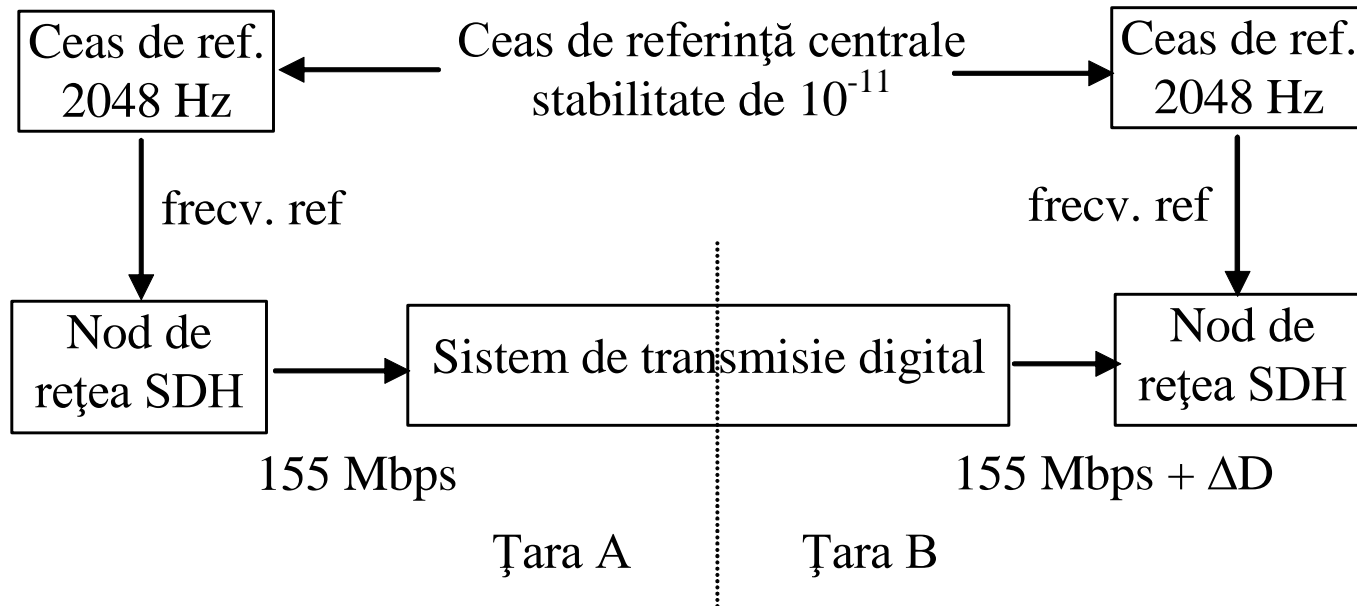 Ceas de ref.
2048 Hz
Ceas de referinţă centrale
stabilitate de 10⁻¹¹
Ceas de ref.
2048 Hz
frecv. ref
frecv. ref
Nod de
reţea SDH
Sistem de transmisie digital
Nod de
reţea SDH
155 Mbps
155 Mbps + ΔD
Ţara A
Ţara B